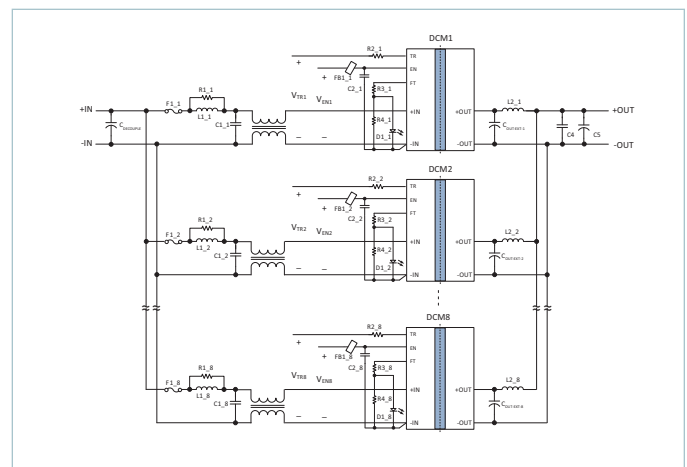 DCM1
R2_1
TR
+
+
EN
FB1_1
FT
C2_1
R3_1
R1_1
VTR1
VEN1
F1_1
+IN
L1_1
C1_1
R4_1
+IN
+OUT
L2_1
+OUT
CDECOUPLE
D1_1
COUT-EXT-1
C4
C5
-IN
–
–
-IN
-OUT
-OUT
DCM2
R2_2
TR
+
+
EN
FB1_2
FT
C2_2
R3_2
R1_2
VTR2
VEN2
F1_2
L1_2
C1_2
R4_2
+IN
+OUT
L2_2
D1_2
COUT-EXT-2
–
–
-IN
-OUT
DCM8
R2_8
TR
+
+
EN
FB1_8
FT
C2_8
R3_8
R1_8
VTR8
VEN8
F1_8
L1_8
C1_8
R4_8
+IN
+OUT
L2_8
D1_8
COUT-EXT-8
–
–
-IN
-OUT